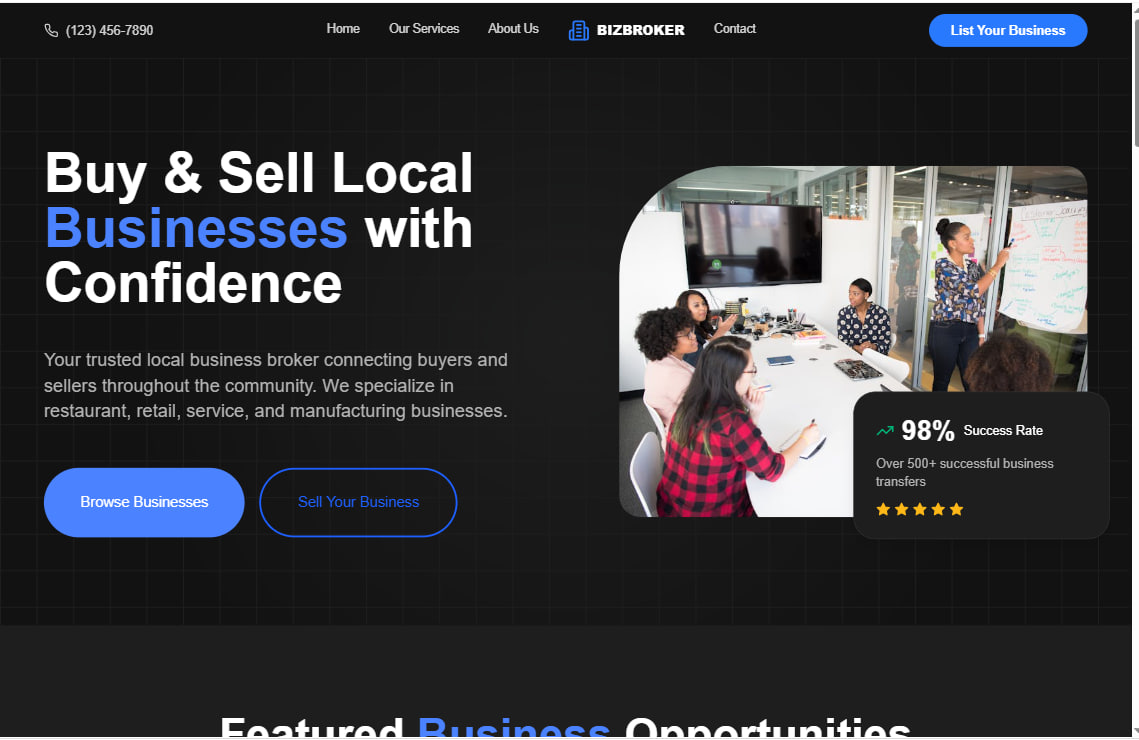 (123) 456-7890
Home
Our Services
About Us
BIZBROKER
Contact
List Your Business
Buy & Sell Local
Businesses with
Confidence
Your trusted local business broker connecting buyers and
sellers throughout the community. We specialize in
restaurant, retail, service, and manufacturing businesses.
Browse Businesses
Sell Your Business
98% Success Rate
Over 500+ successful business
transfers
Featured Business Opportunities